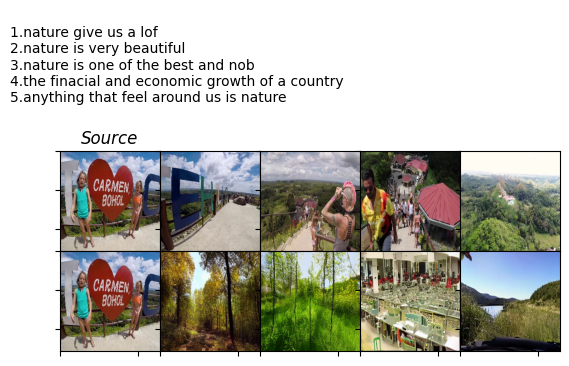 1.nature give us a lof
2.nature is very beautiful
3.nature is one of the best and nob
4.the finacial and economic growth of a country
5.anything that feel around us is nature
Source
I CARMEN BOHOL C
EH
I CARMEN BOHOL C